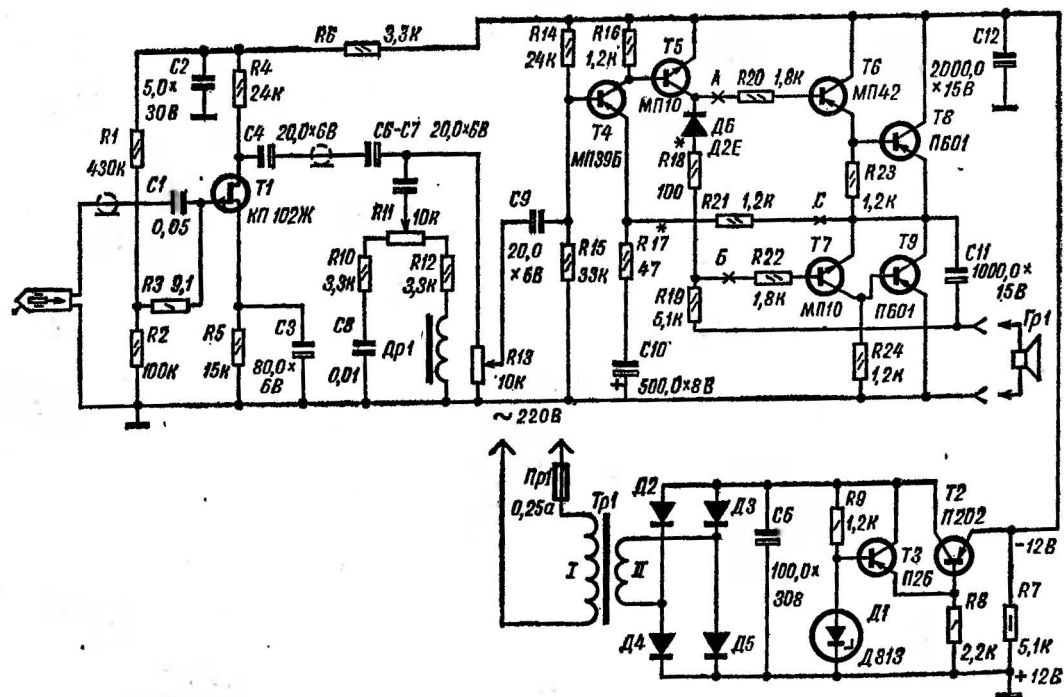 R6 3,3к
C2
5,0×
30В
R4
24к
R1
430к
C4 20,0×6В
C6-C7 20,0×6В
C1
0,05
T1
КП 102Ж
R3 9,1
R2
100к
R5
15к
C3
80,0×
6В
R11
10к
R10
3,3к
R12
3,3к
C8
0,01
Др1
R13
10к
C9
20,0
×6В
R14
24к
R16
1,2к
T5
МП10
T4
МП39Б
А
R20 1,8к
T6
МП42
C12
2000,0
×15В
T8
П601
Д6
Д2Е
*
R18
100
R23
1,2к
R21 1,2к
С
R15
33к
*
R17
47
Б
R22
1,8к
T7
МП10
T9
П601
C11
1000,0×
15В
R19
5,1к
R24
1,2к
Гр1
C10
+
500,0×8В
~ 220В
Пр1
0,25а
Тр1
I
II
Д2
Д3
Д4
Д5
C6
100,0×
30В
R9
1,2к
T3
П26
T2
П202
Д1
Д813
R8
2,2к
-12В
R7
5,1к
+12В